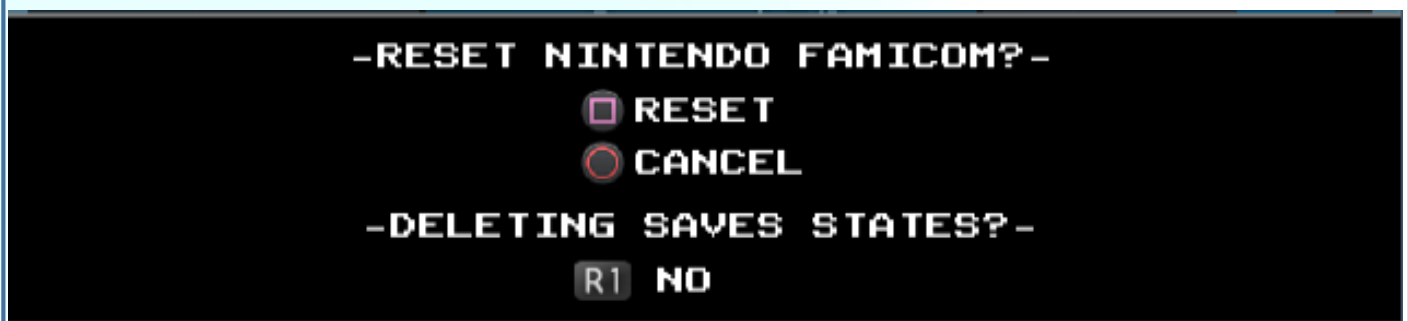 -RESET NINTENDO FAMICOM?-
RESET
CANCEL
-DELETING SAVES STATES?-
R1 NO